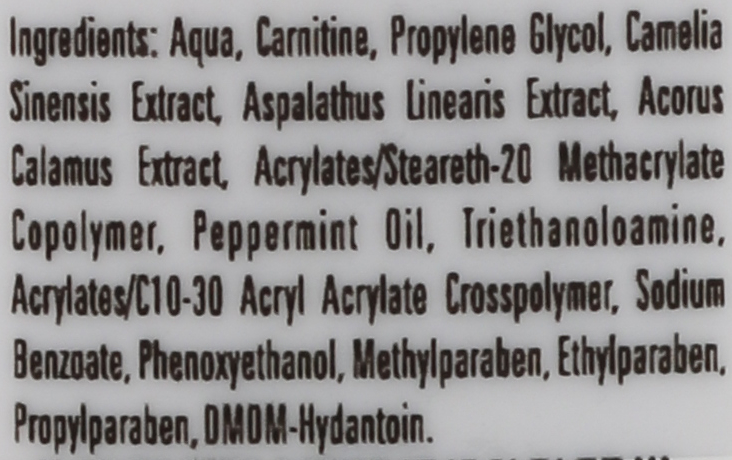 Ingredients: Aqua, Carnitine, Propylene Glycol, Camelia
Sinensis Extract, Aspalathus Linearis Extract, Acorus
Calamus Extract, Acrylates/Steareth-20 Methacrylate
Copolymer, Peppermint Oil, Triethanoloamine,
Acrylates/C10-30 Acryl Acrylate Crosspolymer, Sodium
Benzoate, Phenoxyethanol, Methylparaben, Ethylparaben,
Propylparaben, DMDM-Hydantoin.